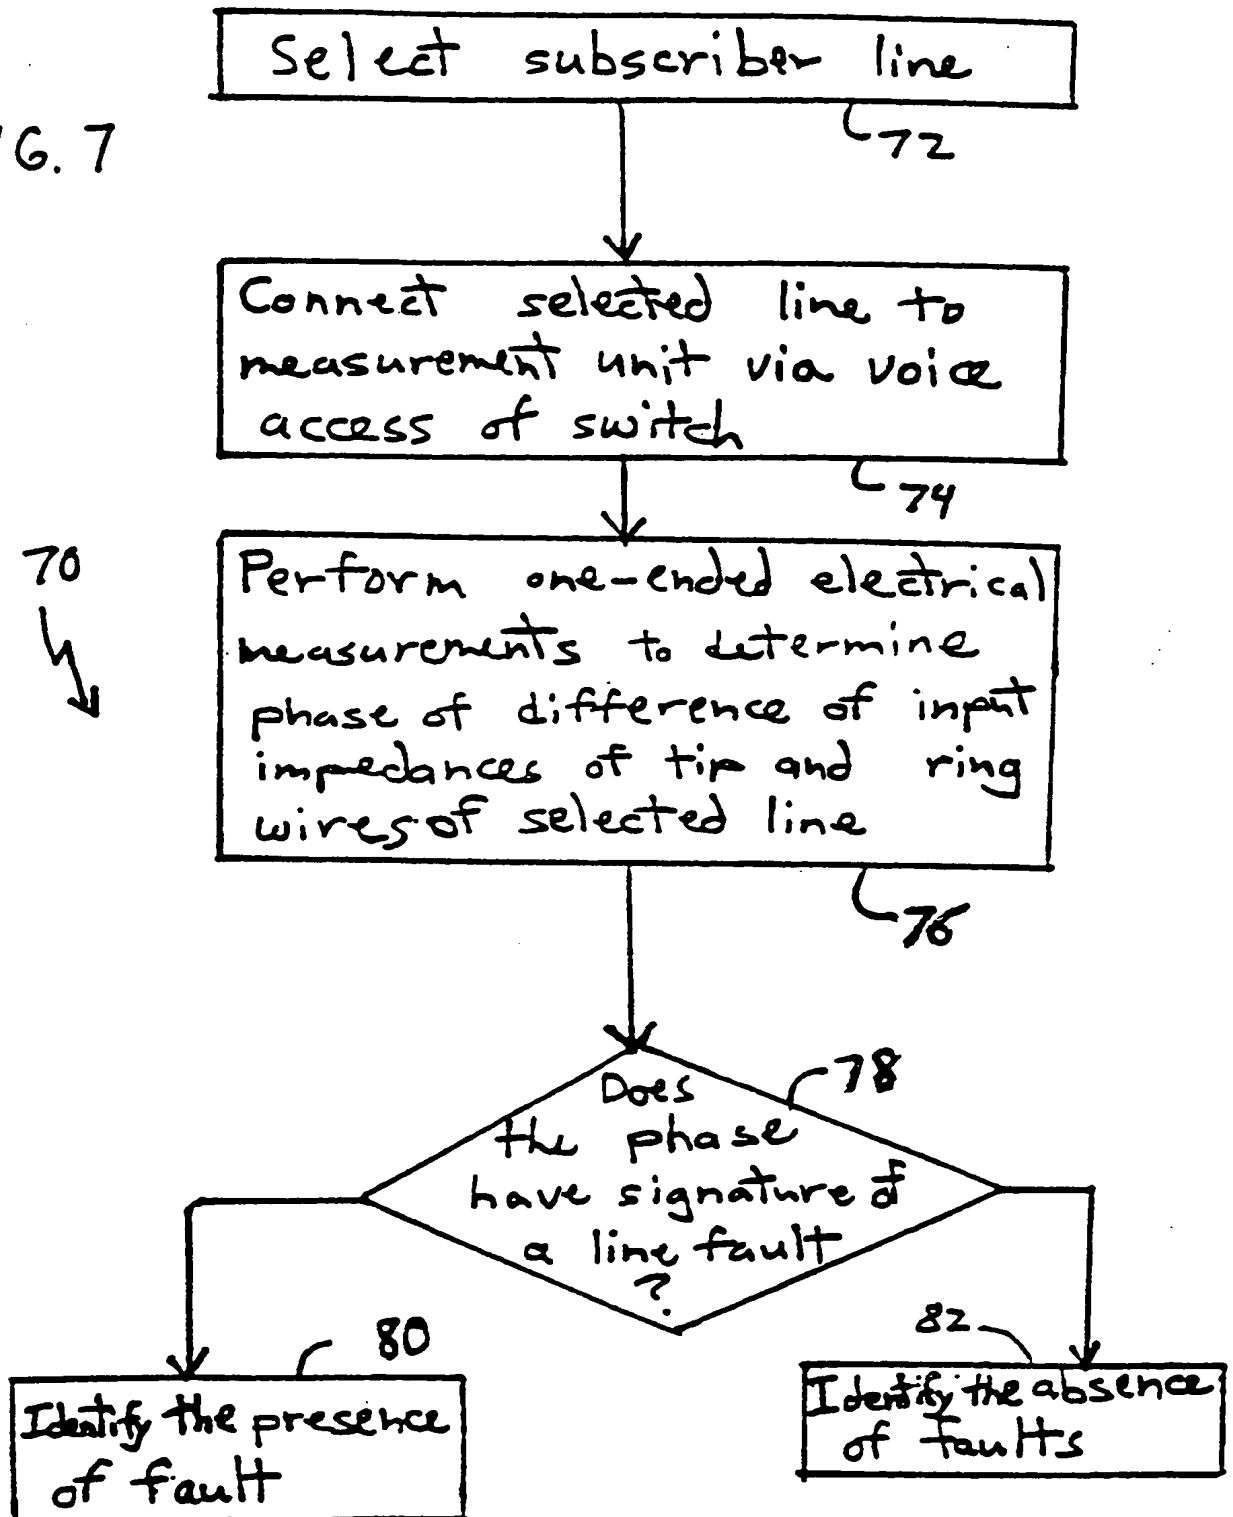 Select subscriber line
72
G. 7
Connect selected line to
measurement unit via voice
access of switch
74
70
Perform one-ended electrical
measurements to determine
phase of difference of input
impedances of tip and ring
wires of selected line
76
78
Does
the phase
have signature of
a line fault
?
80
82
Identify the presence
of fault
Identify the absence
of faults